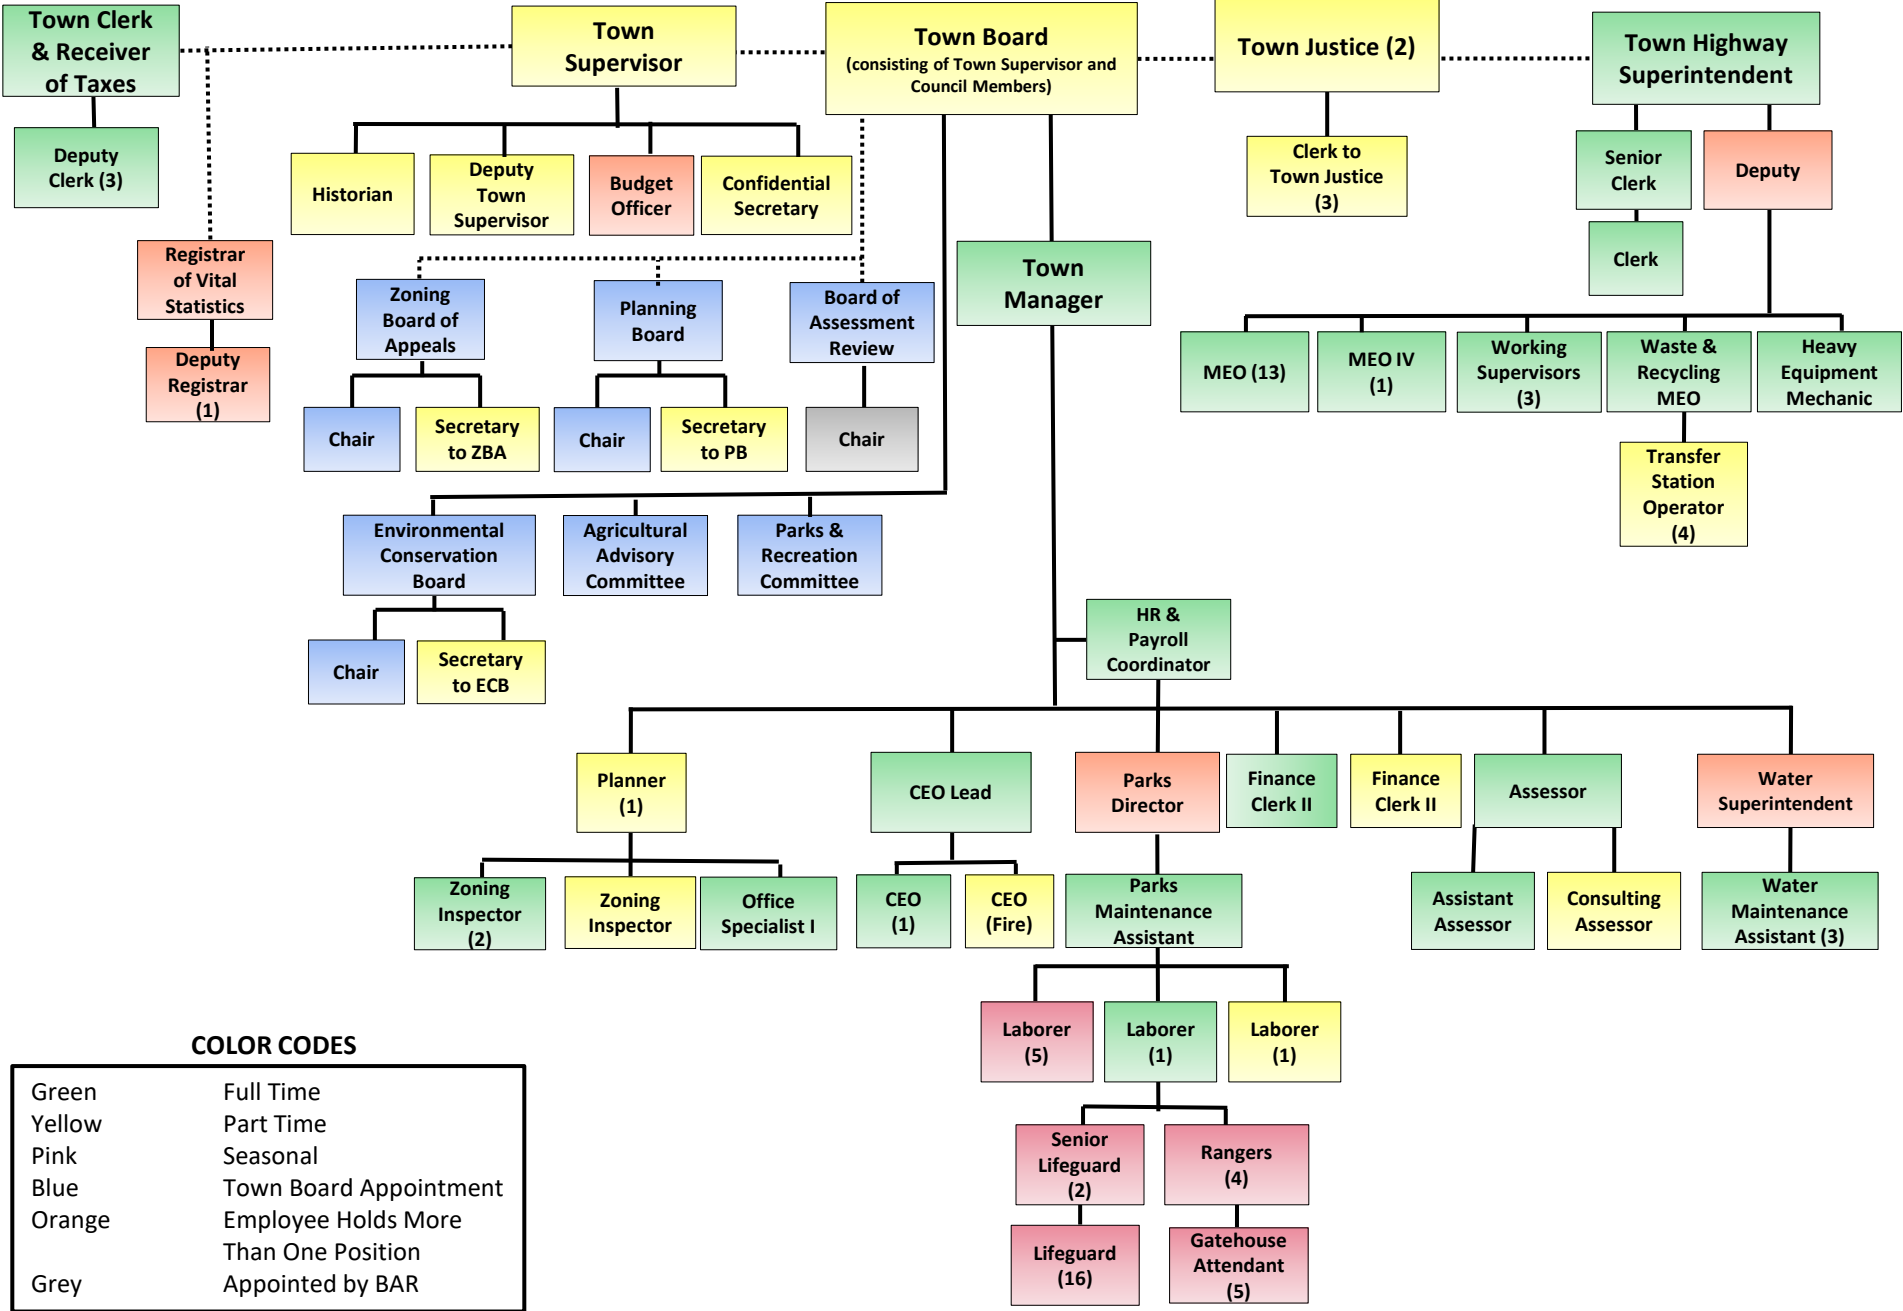 Town Clerk
& Receiver
of Taxes
Town
Supervisor
Town Board
(consisting of Town Supervisor and
Council Members)
Town Justice (2)
Town Highway
Superintendent
Deputy
Clerk (3)
Historian
Deputy
Town
Supervisor
Budget
Officer
Confidential
Secretary
Clerk to
Town Justice
(3)
Senior
Clerk
Deputy
Clerk
Registrar
of Vital
Statistics
Deputy
Registrar
(1)
Zoning
Board of
Appeals
Planning
Board
Board of
Assessment
Review
Town
Manager
Chair
Secretary
to ZBA
Chair
Secretary
to PB
Chair
MEO (13)
MEO IV
(1)
Working
Supervisors
(3)
Waste &
Recycling
MEO
Heavy
Equipment
Mechanic
Transfer
Station
Operator
(4)
Environmental
Conservation
Board
Agricultural
Advisory
Committee
Parks &
Recreation
Committee
Chair
Secretary
to ECB
HR &
Payroll
Coordinator
Planner
(1)
CEO Lead
Parks
Director
Finance
Clerk II
Finance
Clerk II
Assessor
Water
Superintendent
Zoning
Inspector
(2)
Zoning
Inspector
Office
Specialist I
CEO
(1)
CEO
(Fire)
Parks
Maintenance
Assistant
Assistant
Assessor
Consulting
Assessor
Water
Maintenance
Assistant (3)
Laborer
(5)
Laborer
(1)
Laborer
(1)
Senior
Lifeguard
(2)
Rangers
(4)
Lifeguard
(16)
Gatehouse
Attendant
(5)
COLOR CODES
Green Full Time
Yellow Part Time
Pink Seasonal
Blue Town Board Appointment
Orange Employee Holds More
Than One Position
Grey Appointed by BAR